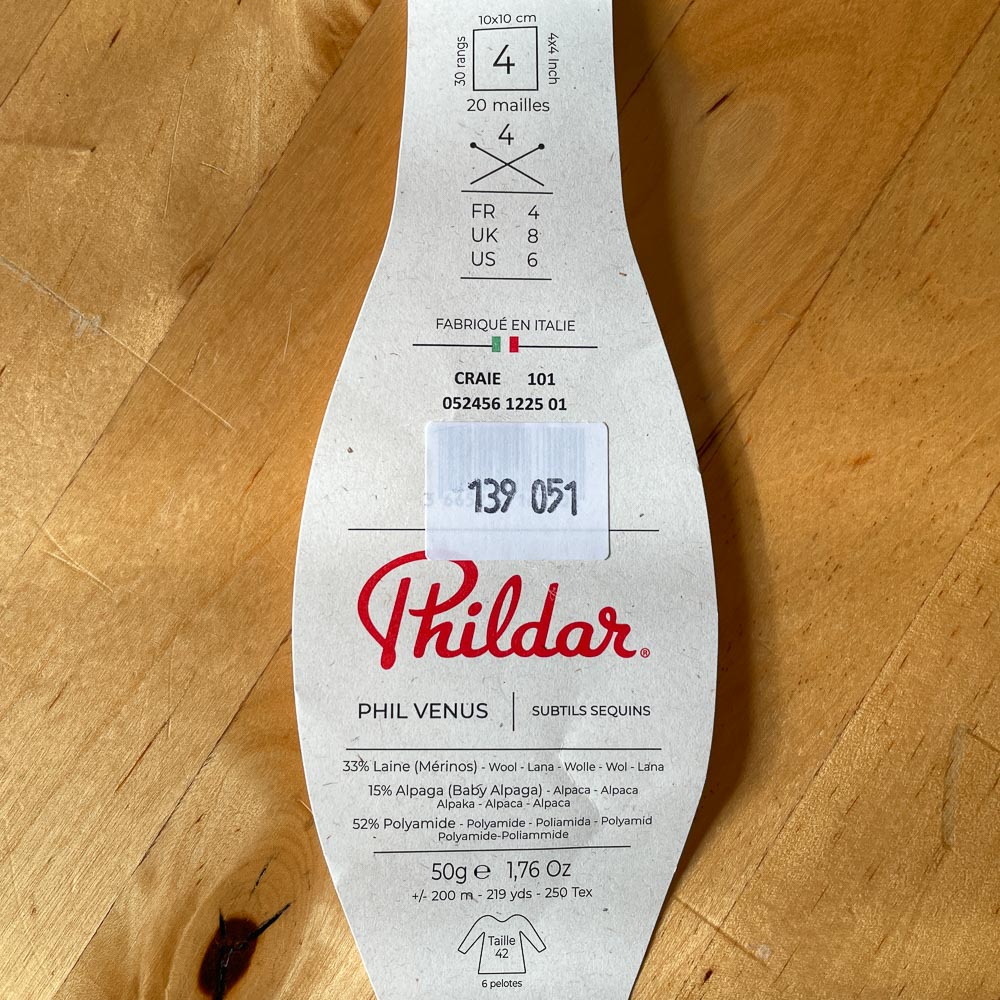 10x10 cm
30 rangs
4
4x4 Inch
20 mailles
4
FR 4
UK 8
US 6
FABRIQUÉ EN ITALIE
CRAIE 101
052456 1225 01
139 051
Phildar®
PHIL VENUS | SUBTILS SEQUINS
33% Laine (Mérinos) - Wool - Lana - Wolle - Wol - Lana
15% Alpaga (Baby Alpaga) - Alpaca - Alpaca
Alpaka - Alpaca - Alpaca
52% Polyamide - Polyamide - Poliamida - Polyamid
Polyamide-Poliammide
50g ℮ 1,76 Oz
+/- 200 m - 219 yds - 250 Tex
Taille
42
6 pelotes